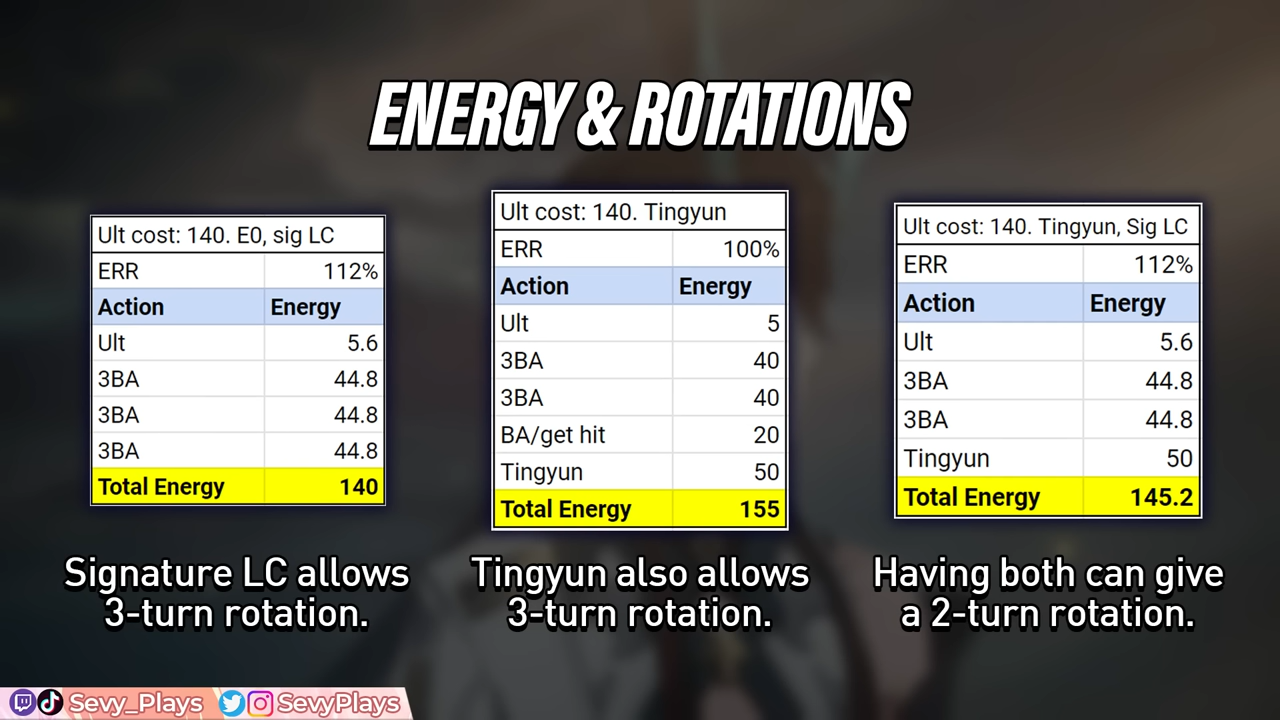 ENERGY & ROTATIONS
Ult cost: 140. E0, sig LC
ERR 112%
Action Energy
Ult 5.6
3BA 44.8
3BA 44.8
3BA 44.8
Total Energy 140
Signature LC allows
3-turn rotation.
Ult cost: 140. Tingyun
ERR 100%
Action Energy
Ult 5
3BA 40
3BA 40
BA/get hit 20
Tingyun 50
Total Energy 155
Tingyun also allows
3-turn rotation.
Ult cost: 140. Tingyun, Sig LC
ERR 112%
Action Energy
Ult 5.6
3BA 44.8
3BA 44.8
Tingyun 50
Total Energy 145.2
Having both can give
a 2-turn rotation.
Sevy_Plays SevyPlays